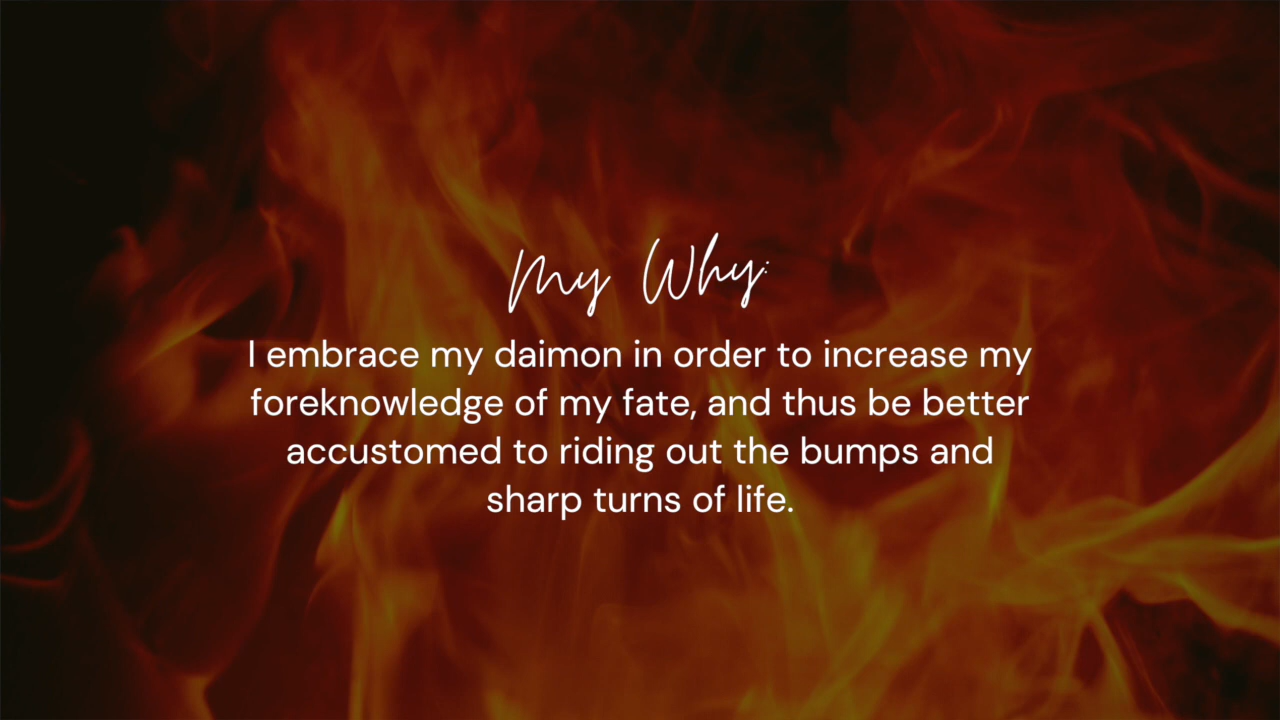 My Why:
I embrace my daimon in order to increase my
foreknowledge of my fate, and thus be better
accustomed to riding out the bumps and
sharp turns of life.